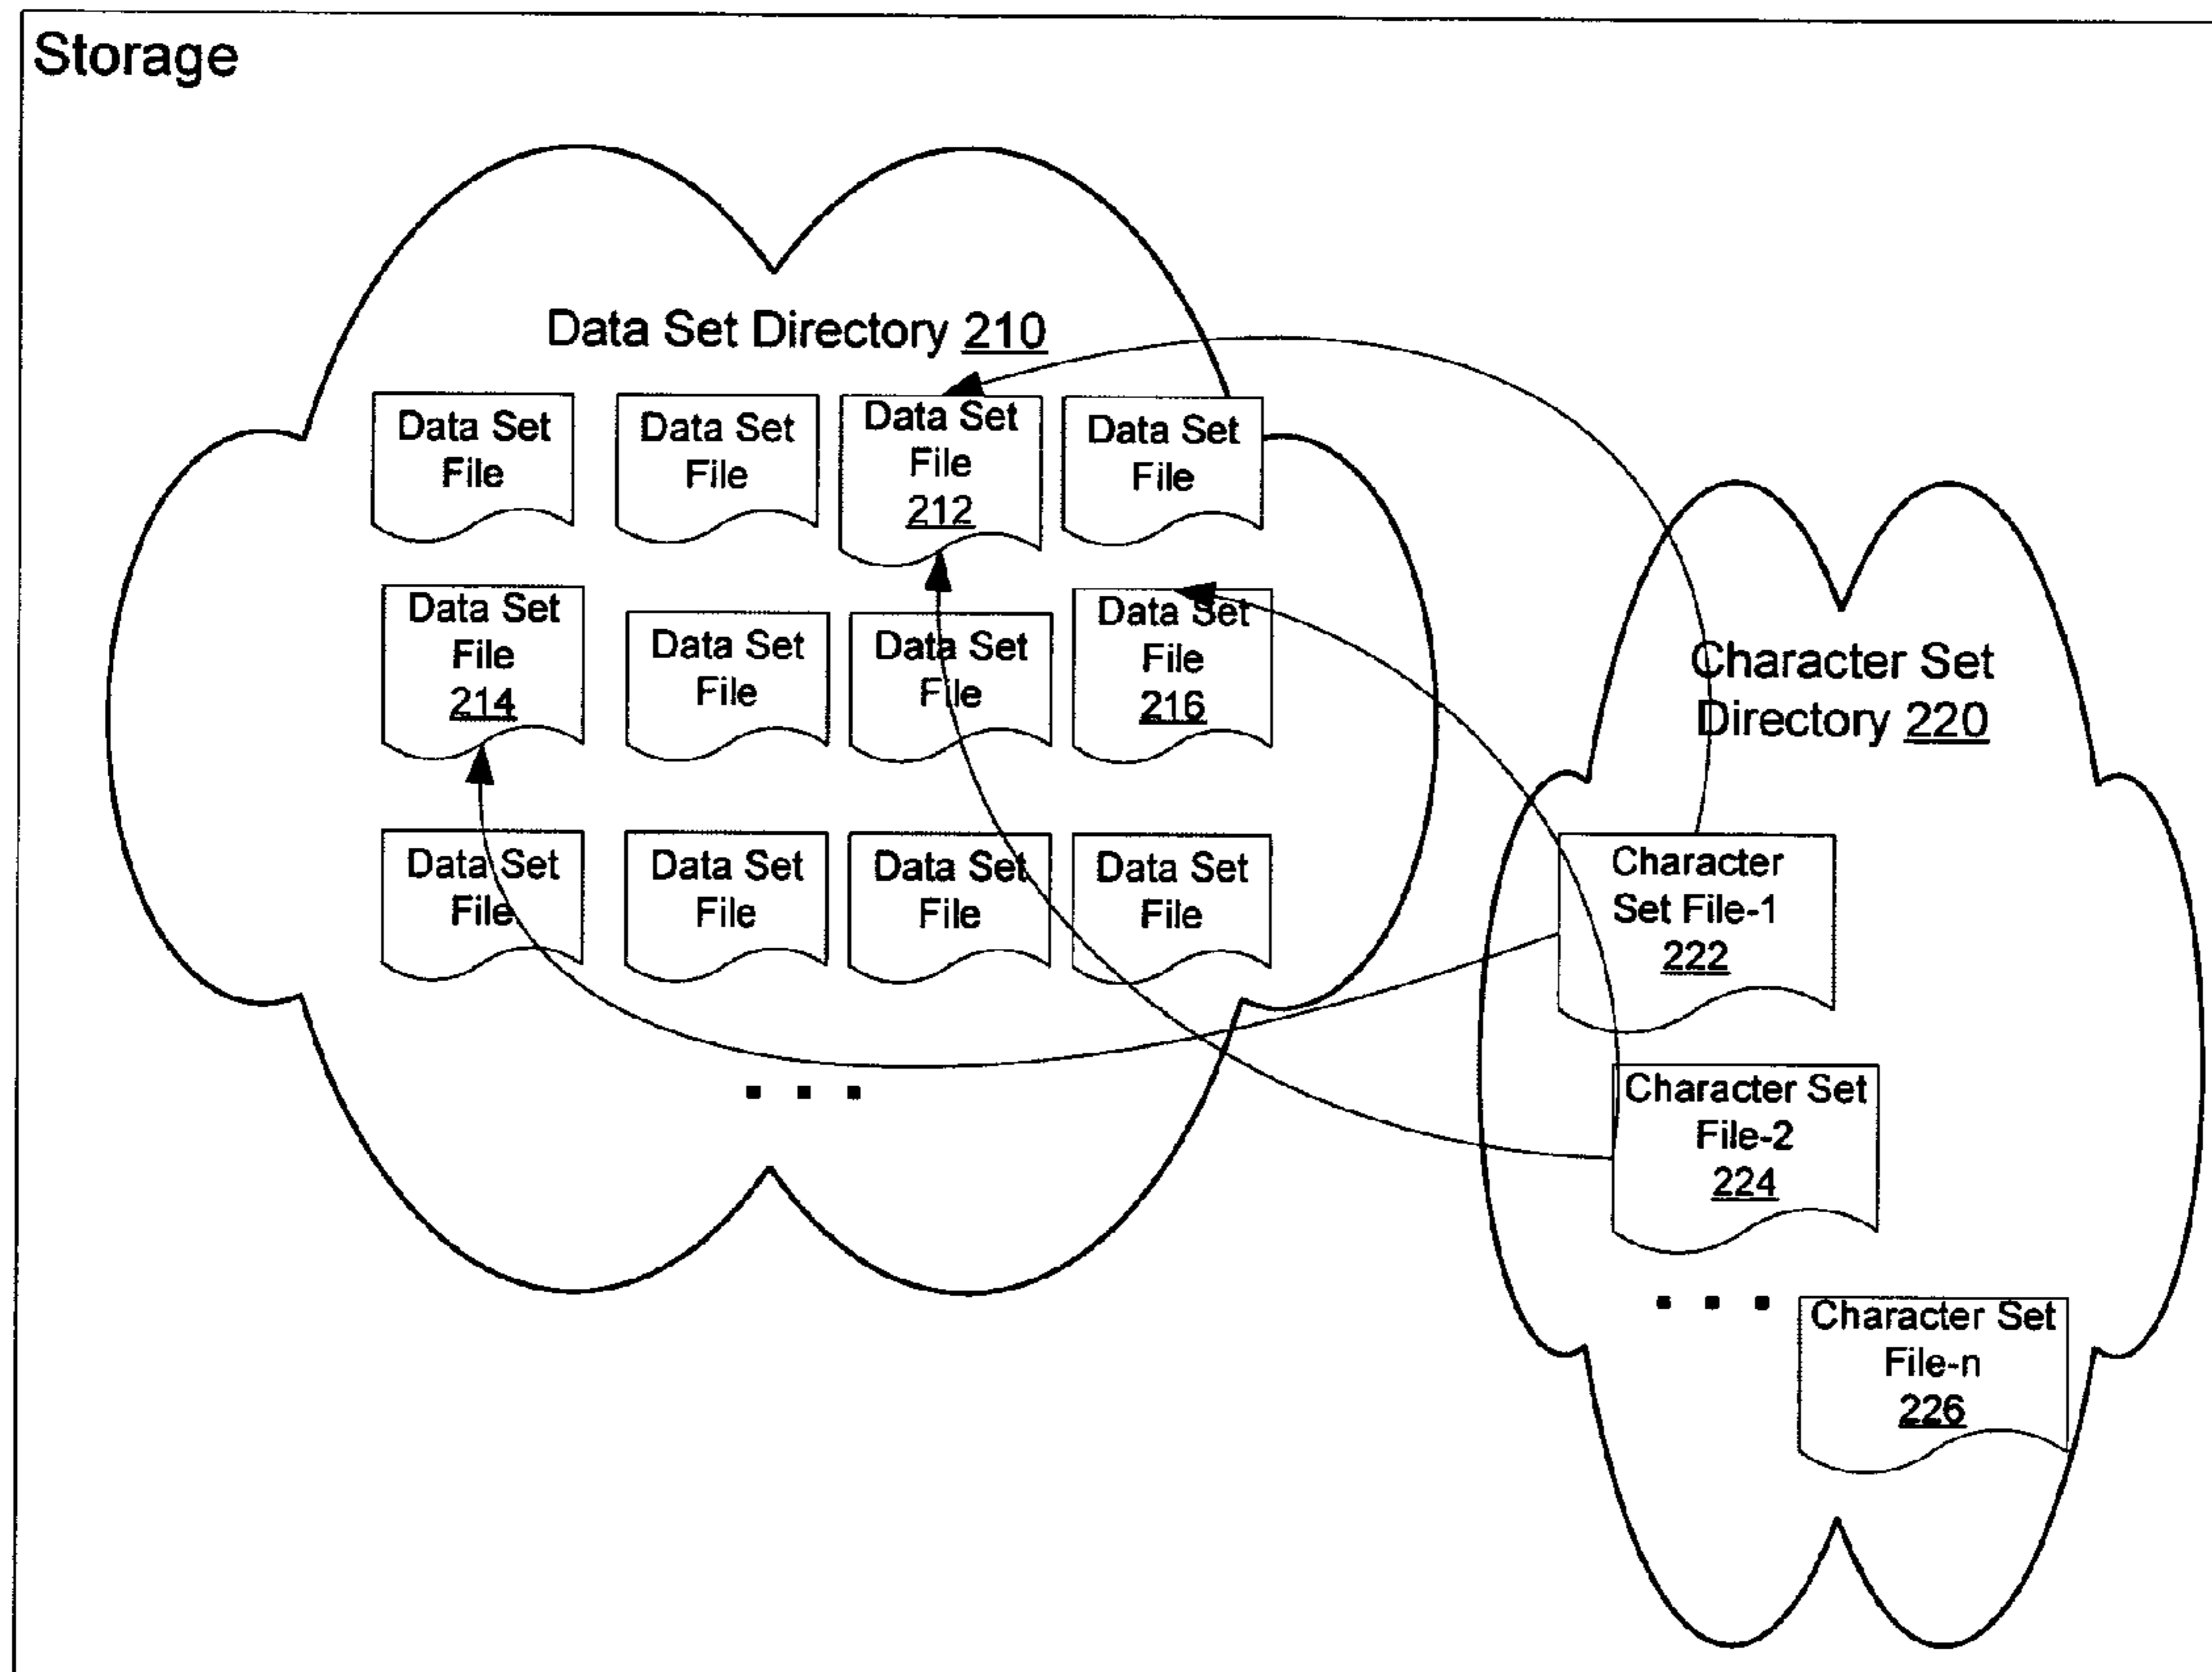 Storage
Data Set Directory 210
Data Set
File
Data Set
File
Data Set
File
212
Data Set
File
Data Set
File
214
Data Set
File
Data Set
File
Data Set
File
216
Data Set
File
Data Set
File
Data Set
File
Data Set
File
. . .
Character Set
Directory 220
Character
Set File-1
222
Character Set
File-2
224
. . .
Character Set
File-n
226